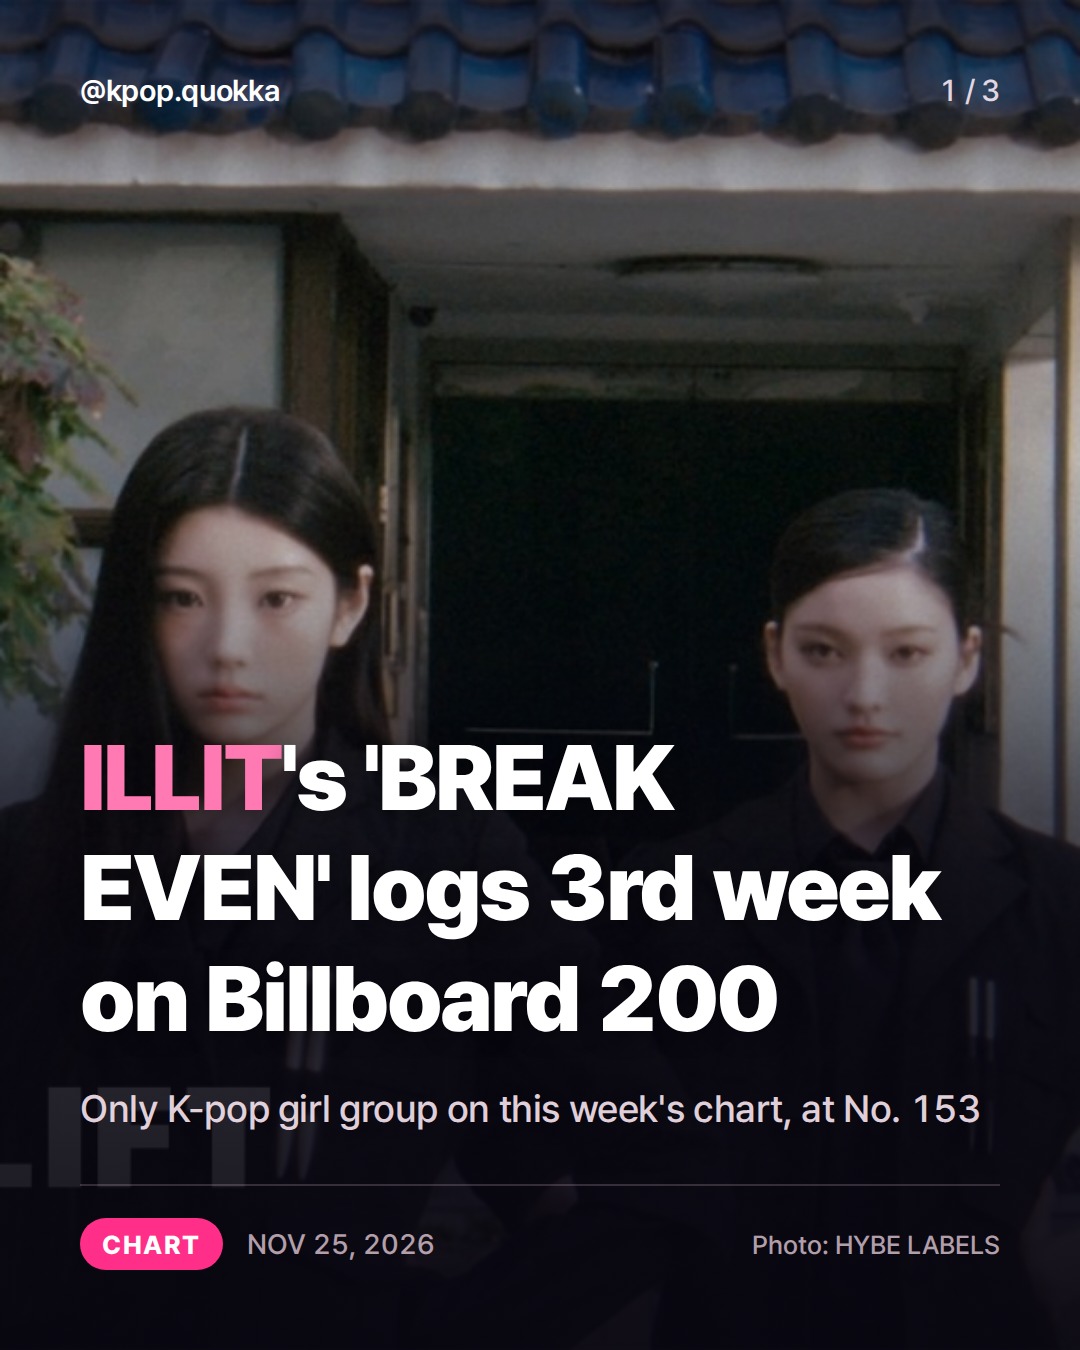 @kpop.quokka
1 / 3
ILLIT's 'BREAK
EVEN' logs 3rd week
on Billboard 200
Only K-pop girl group on this week's chart, at No. 153
LIFT
CHART
NOV 25, 2026
Photo: HYBE LABELS